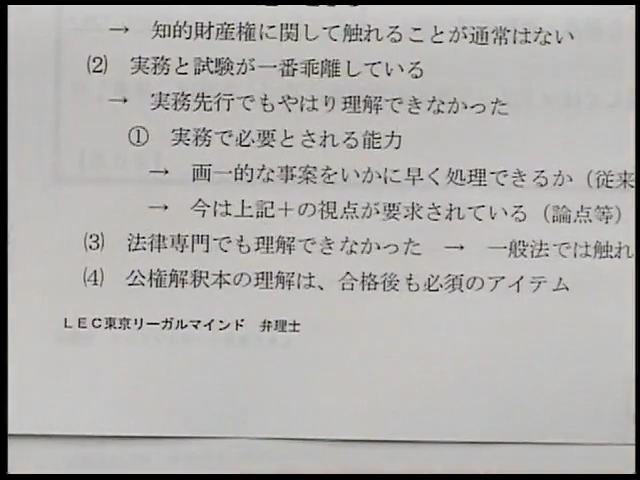 → 知的財産権に関して触れることが通常はない
⑵ 実務と試験が一番乖離している
→ 実務先行でもやはり理解できなかった
① 実務で必要とされる能力
→ 画一的な事案をいかに早く処理できるか（従来
→ 今は上記＋の視点が要求されている（論点等）
⑶ 法律専門でも理解できなかった → 一般法では触れ
⑷ 公権解釈本の理解は、合格後も必須のアイテム
ＬＥＣ東京リーガルマインド 弁理士